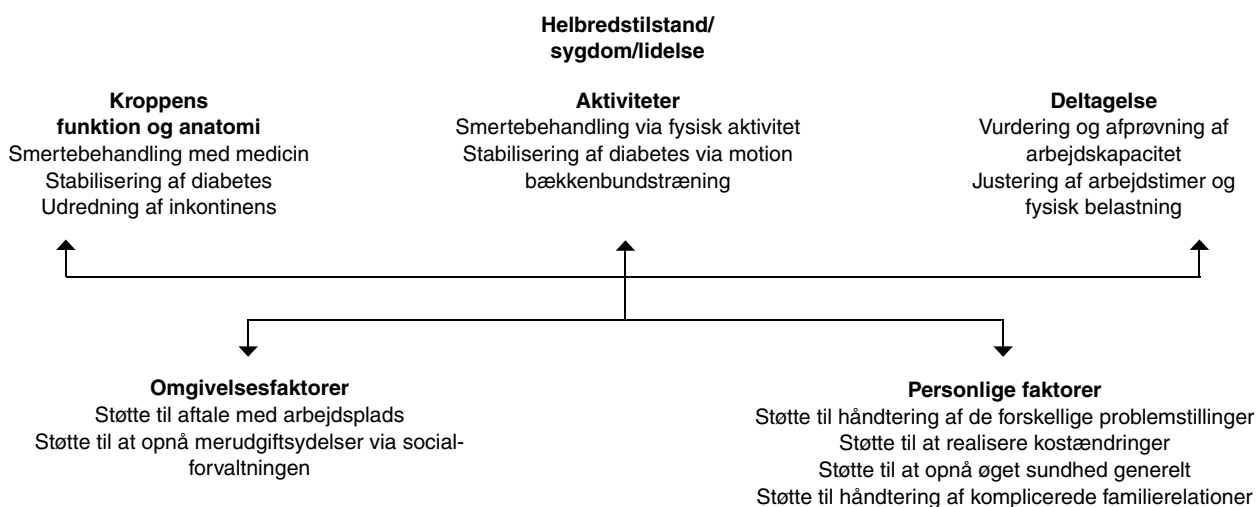 Helbredstilstand/
sygdom/lidelse
Kroppens
funktion og anatomi
Smertebehandling med medicin
Stabilisering af diabetes
Udredning af inkontinens
Aktiviteter
Smertebehandling via fysisk aktivitet
Stabilisering af diabetes via motion
bækkenbundstræning
Deltagelse
Vurdering og afprøvning af
arbejdskapacitet
Justering af arbejdstimer og
fysisk belastning
Omgivelsesfaktorer
Støtte til aftale med arbejdsplads
Støtte til at opnå merudgiftsydelser via social-
forvaltningen
Personlige faktorer
Støtte til håndtering af de forskellige problemstillinger
Støtte til at realisere kostændringer
Støtte til at opnå øget sundhed generelt
Støtte til håndtering af komplicerede familierelationer